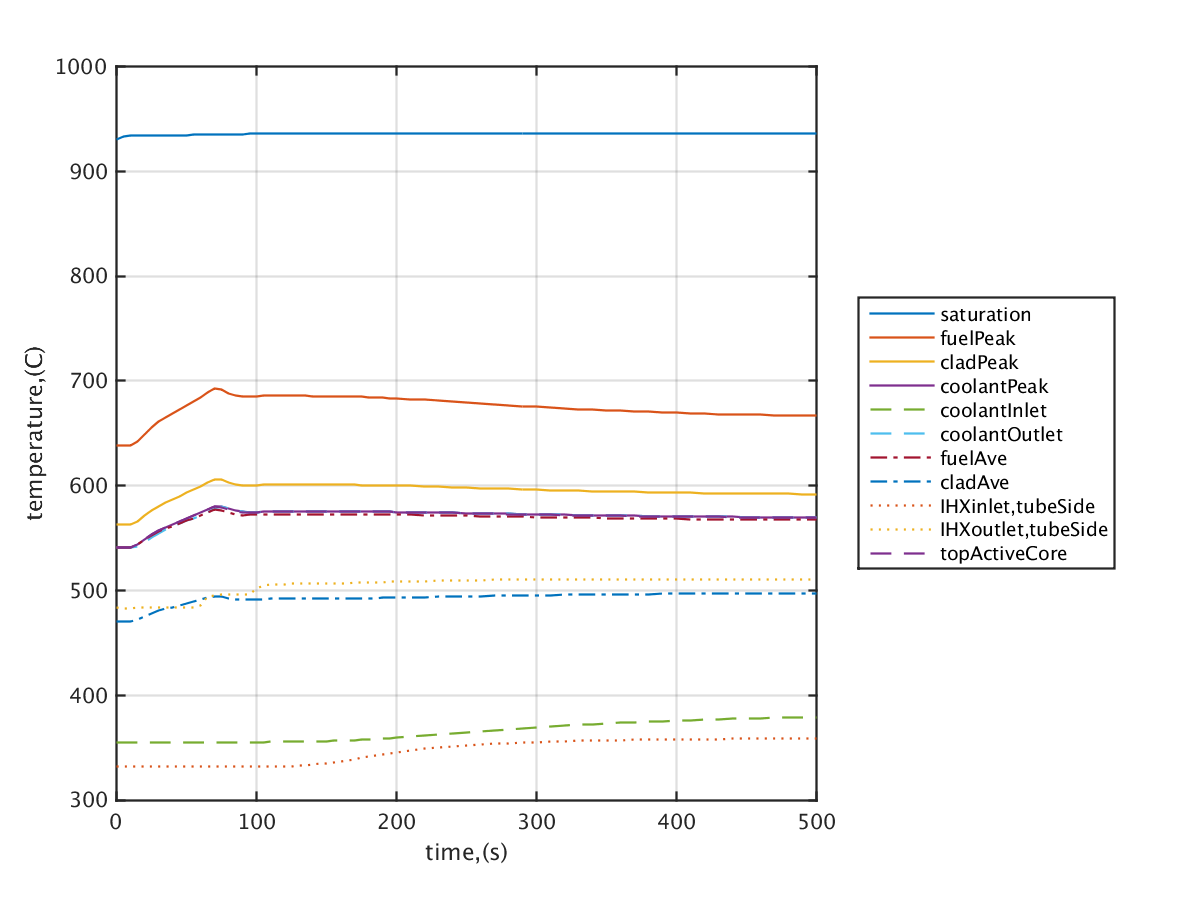 1000
900
800
700
600
500
400
300
temperature,(C)
0 100 200 300 400 500
time,(s)
saturation
fuelPeak
cladPeak
coolantPeak
coolantInlet
coolantOutlet
fuelAve
cladAve
IHXinlet,tubeSide
IHXoutlet,tubeSide
topActiveCore